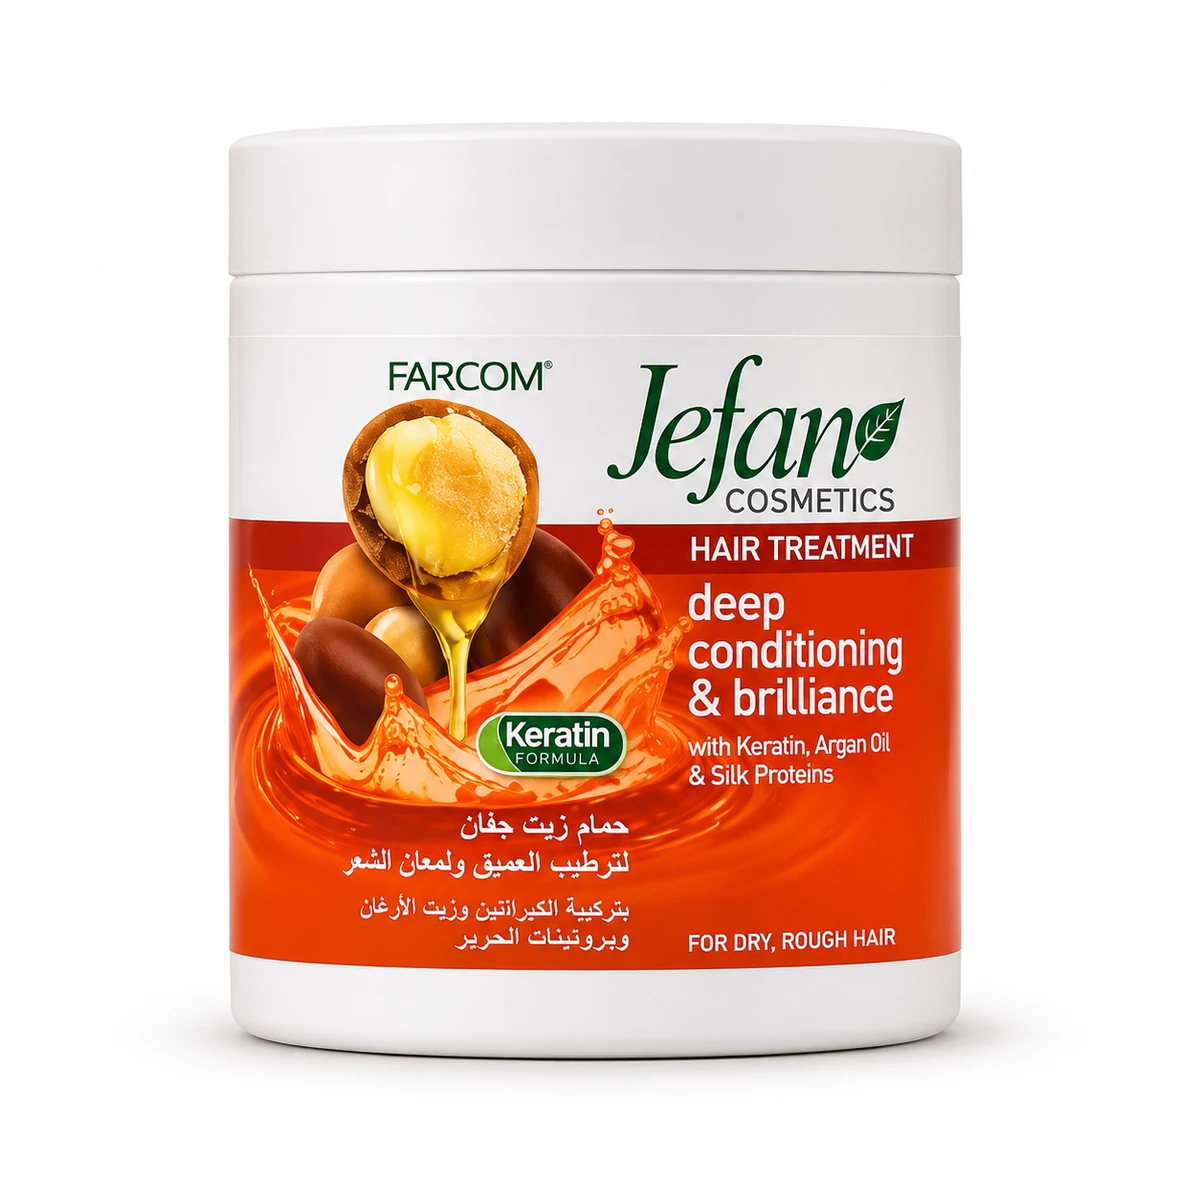 FARCOM®
Jefan
COSMETICS
HAIR TREATMENT
deep
conditioning
& brilliance
with Keratin, Argan Oil
& Silk Proteins
Keratin
FORMULA
حمام زيت جفان
لترطيب العميق ولمعان الشعر
بتركيبة الكيراتين وزيت الأرغان
وبروتينات الحرير
FOR DRY, ROUGH HAIR